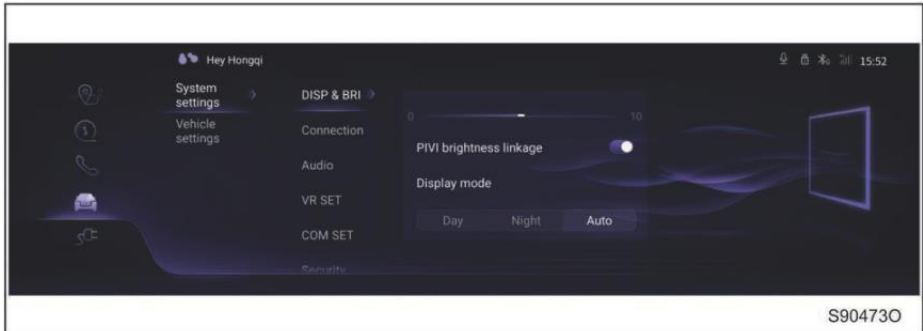 Hey Hongqi
15:52
System
settings
Vehicle
settings
DISP & BRI
Connection
Audio
VR SET
COM SET
Security
0 10
PIVI brightness linkage
Display mode
Day Night Auto
S90473O